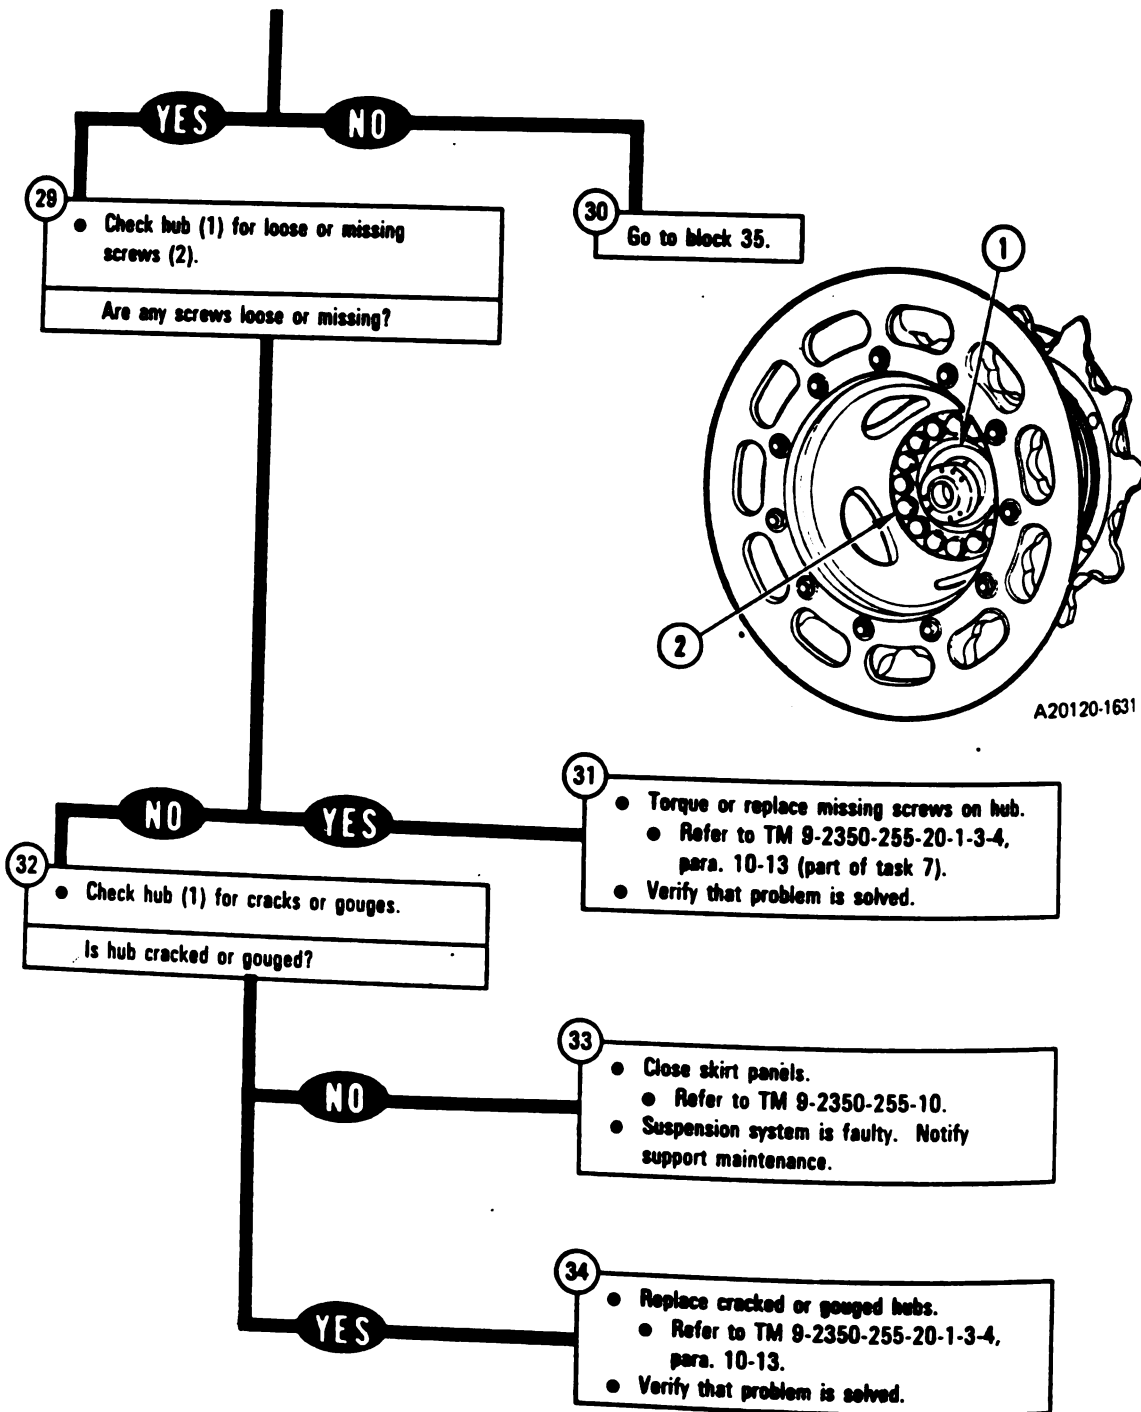 YES
NO
29
● Check hub (1) for loose or missing
screws (2).
Are any screws loose or missing?
30
Go to block 35.
1
2
A20120-1631
NO
YES
31
● Torque or replace missing screws on hub.
● Refer to TM 9-2350-255-20-1-3-4,
para. 10-13 (part of task 7).
● Verify that problem is solved.
32
● Check hub (1) for cracks or gouges.
Is hub cracked or gouged?
33
NO
● Close skirt panels.
● Refer to TM 9-2350-255-10.
● Suspension system is faulty. Notify
support maintenance.
34
YES
● Replace cracked or gouged hubs.
● Refer to TM 9-2350-255-20-1-3-4,
para. 10-13.
● Verify that problem is solved.